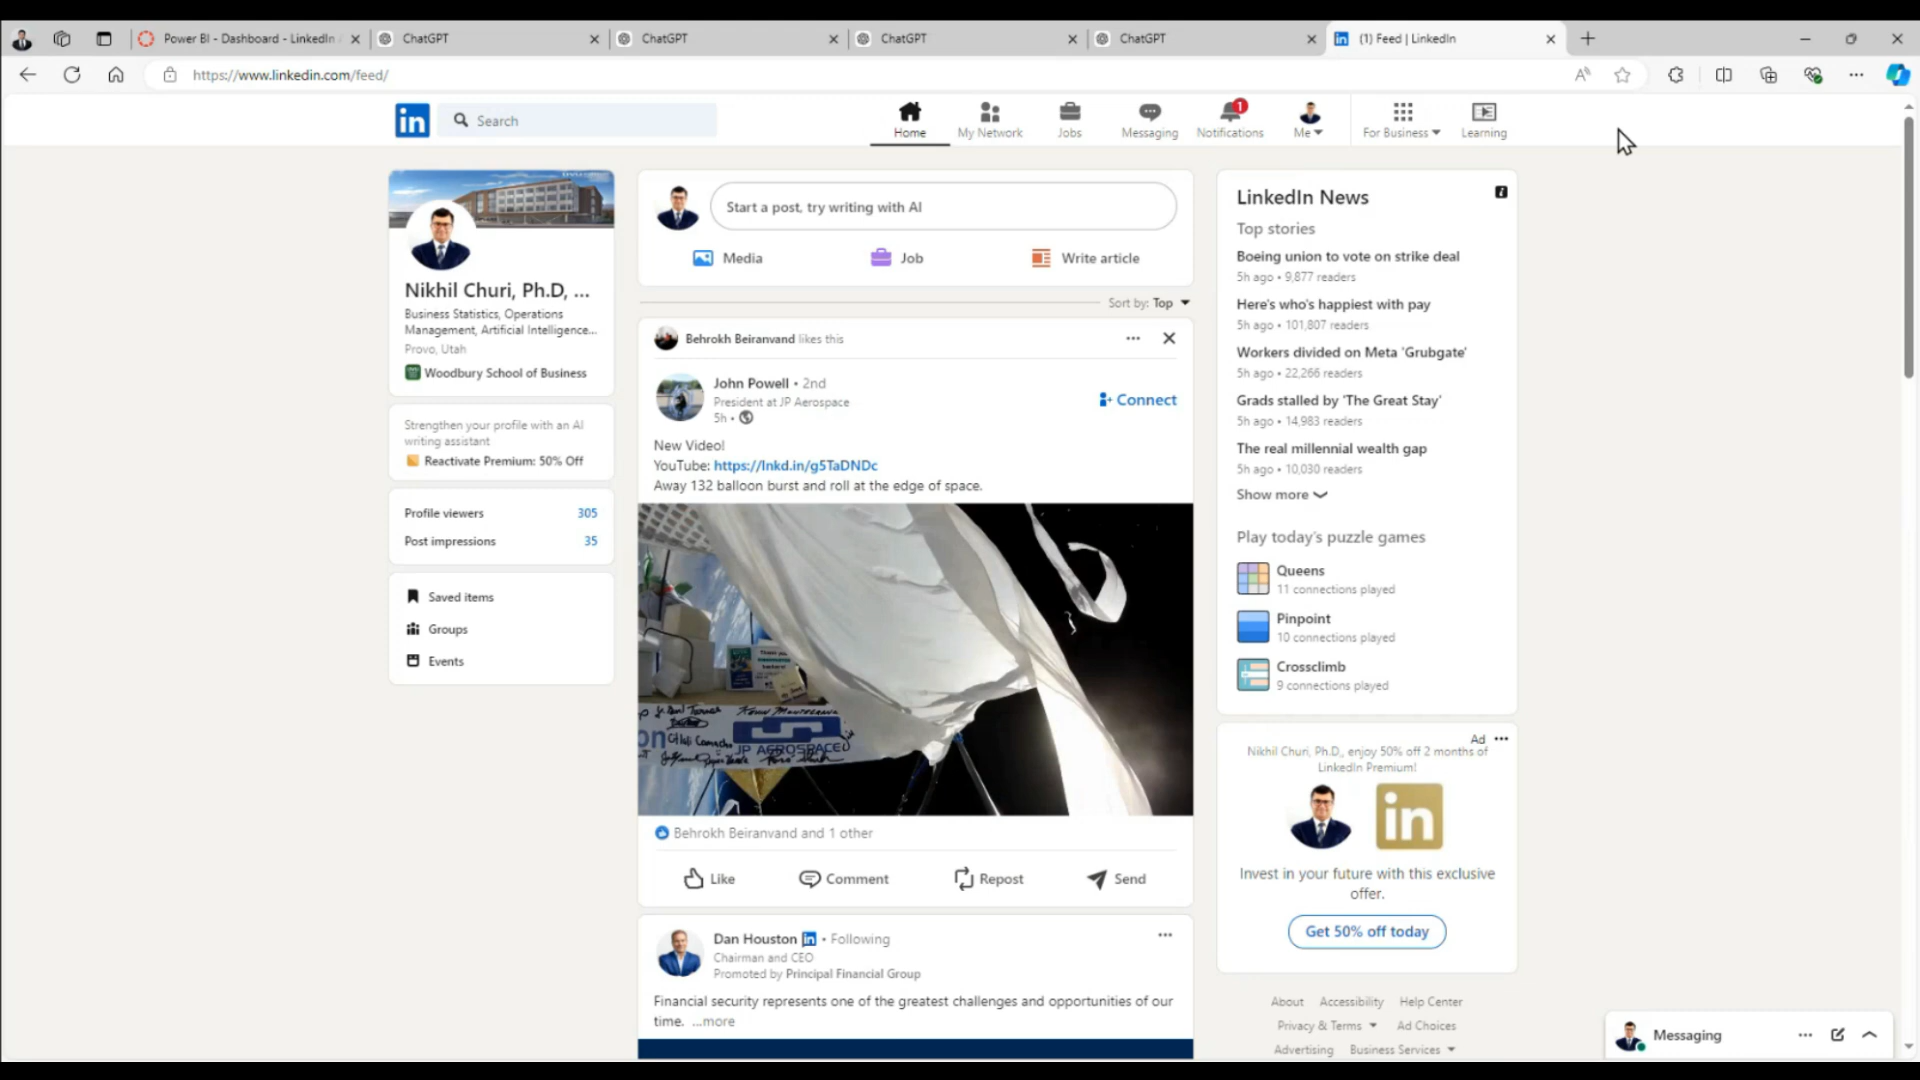 Power BI - Dashboard - LinkedIn
ChatGPT
ChatGPT
ChatGPT
ChatGPT
(1) Feed | LinkedIn
https://www.linkedin.com/feed/
in
Search
Home
My Network
Jobs
Messaging
1
Notifications
Me
For Business
Learning
Nikhil Churi, Ph.D, ...
Business Statistics, Operations
Management, Artificial Intelligence...
Provo, Utah
Woodbury School of Business
Strengthen your profile with an AI
writing assistant
Reactivate Premium: 50% Off
Profile viewers 305
Post impressions 35
Saved items
Groups
Events
Start a post, try writing with AI
Media
Job
Write article
Sort by: Top
Behrokh Beiranvand likes this
John Powell • 2nd
President at JP Aerospace
5h •
Connect
New Video!
YouTube: https://lnkd.in/g5TaDNDc
Away 132 balloon burst and roll at the edge of space.
JP AEROSPACE
Behrokh Beiranvand and 1 other
Like
Comment
Repost
Send
Dan Houston in • Following
Chairman and CEO
Promoted by Principal Financial Group
Financial security represents one of the greatest challenges and opportunities of our
time. ...more
LinkedIn News
Top stories
Boeing union to vote on strike deal
5h ago • 9,877 readers
Here's who's happiest with pay
5h ago • 101,807 readers
Workers divided on Meta 'Grubgate'
5h ago • 22,266 readers
Grads stalled by 'The Great Stay'
5h ago • 14,983 readers
The real millennial wealth gap
5h ago • 10,030 readers
Show more
Play today's puzzle games
Queens
11 connections played
Pinpoint
10 connections played
Crossclimb
9 connections played
Ad
Nikhil Churi, Ph.D., enjoy 50% off 2 months of
LinkedIn Premium!
in
Invest in your future with this exclusive
offer.
Get 50% off today
About Accessibility Help Center
Privacy & Terms Ad Choices
Advertising Business Services
Messaging